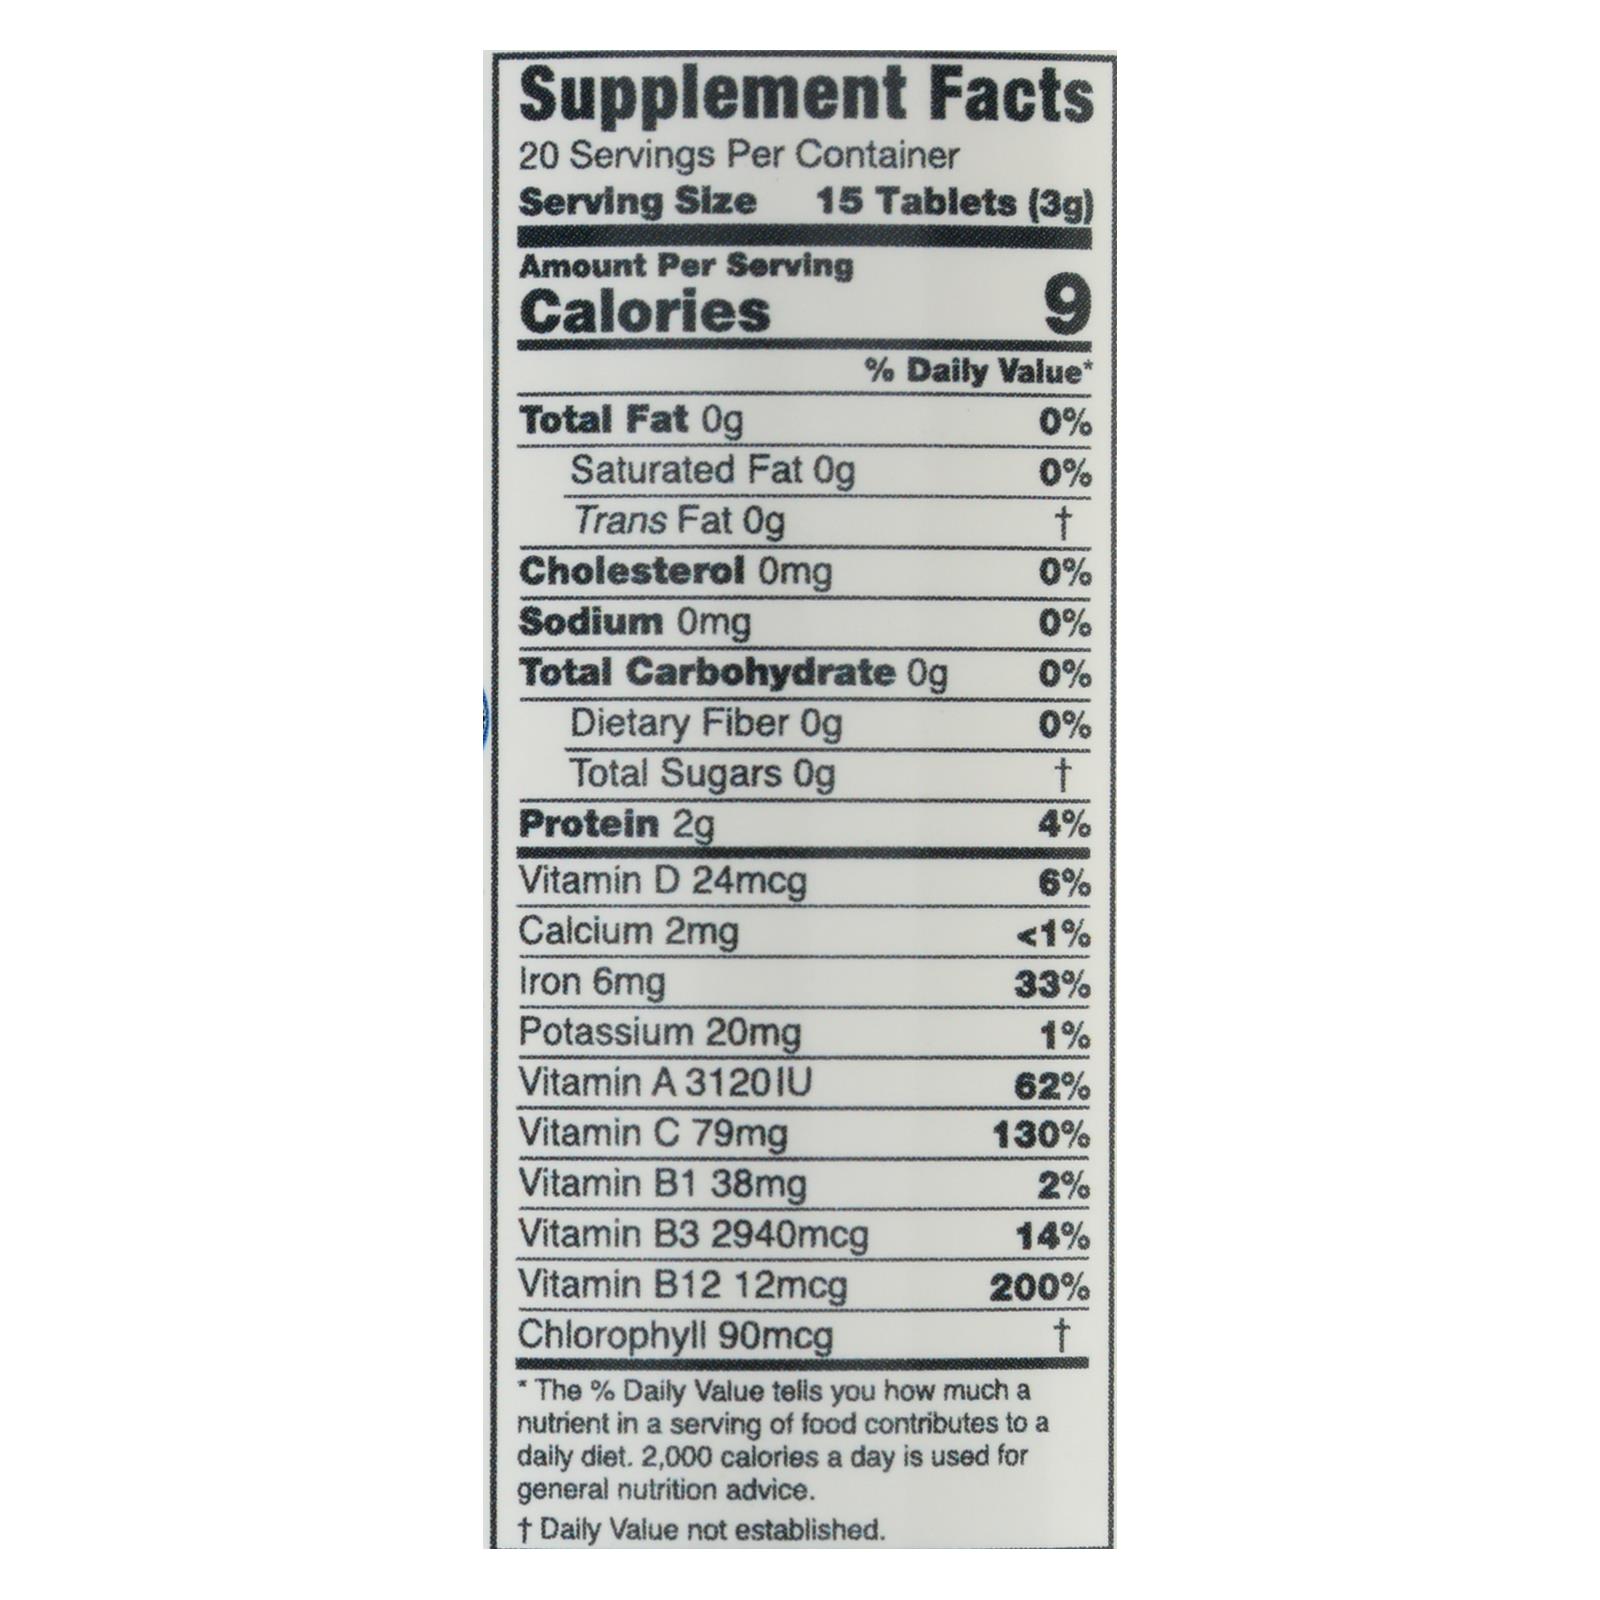 Supplement Facts
20 Servings Per Container
Serving Size 15 Tablets (3g)
Amount Per Serving
Calories 9
% Daily Value*
Total Fat 0g 0%
Saturated Fat 0g 0%
Trans Fat 0g †
Cholesterol 0mg 0%
Sodium 0mg 0%
Total Carbohydrate 0g 0%
Dietary Fiber 0g 0%
Total Sugars 0g †
Protein 2g 4%
Vitamin D 24mcg 6%
Calcium 2mg <1%
Iron 6mg 33%
Potassium 20mg 1%
Vitamin A 3120IU 62%
Vitamin C 79mg 130%
Vitamin B1 38mg 2%
Vitamin B3 2940mcg 14%
Vitamin B12 12mcg 200%
Chlorophyll 90mcg †
* The % Daily Value tells you how much a
nutrient in a serving of food contributes to a
daily diet. 2,000 calories a day is used for
general nutrition advice.
† Daily Value not established.